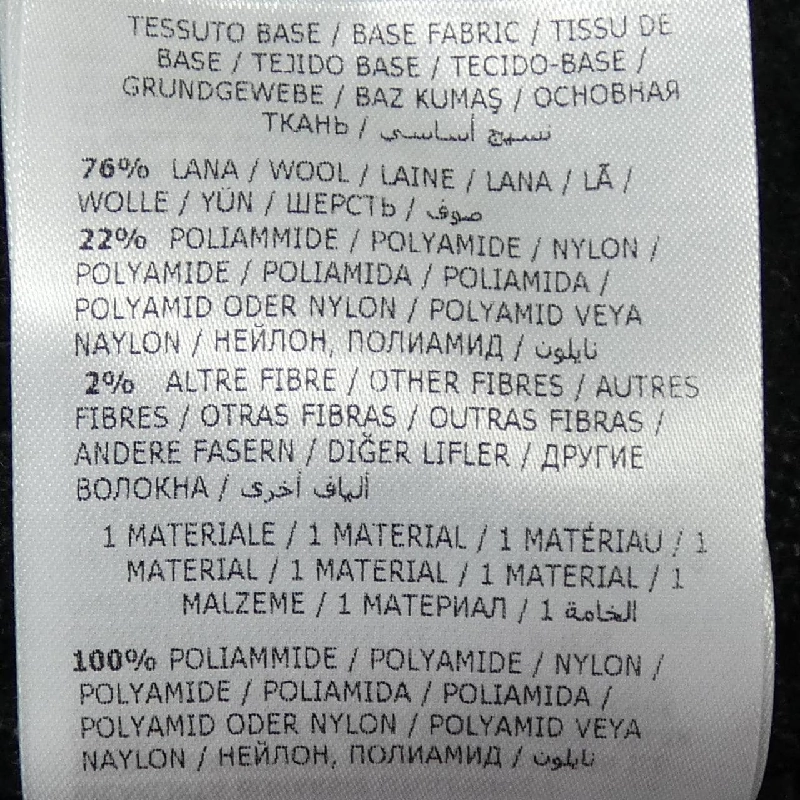 TESSUTO BASE / BASE FABRIC / TISSU DE
BASE / TEJIDO BASE / TECIDO-BASE /
GRUNDGEWEBE / BAZ KUMAŞ / ОСНОВНАЯ
ТКАНЬ / نسيج أساسي
76% LANA / WOOL / LAINE / LANA / LÃ /
WOLLE / YÜN / ШЕРСТЬ / صوف
22% POLIAMMIDE / POLYAMIDE / NYLON /
POLYAMIDE / POLIAMIDA / POLIAMIDA /
POLYAMID ODER NYLON / POLYAMID VEYA
NAYLON / НЕЙЛОН, ПОЛИАМИД / نايلون
2% ALTRE FIBRE / OTHER FIBRES / AUTRES
FIBRES / OTRAS FIBRAS / OUTRAS FIBRAS /
ANDERE FASERN / DIĞER LIFLER / ДРУГИЕ
ВОЛОКНА / ألياف أخرى
1 MATERIALE / 1 MATERIAL / 1 MATÉRIAU / 1
MATERIAL / 1 MATERIAL / 1 MATERIAL / 1
MALZEME / 1 МАТЕРИАЛ / 1 الخامة
100% POLIAMMIDE / POLYAMIDE / NYLON /
POLYAMIDE / POLIAMIDA / POLIAMIDA /
POLYAMID ODER NYLON / POLYAMID VEYA
NAYLON / НЕЙЛОН, ПОЛИАМИД / نايلون